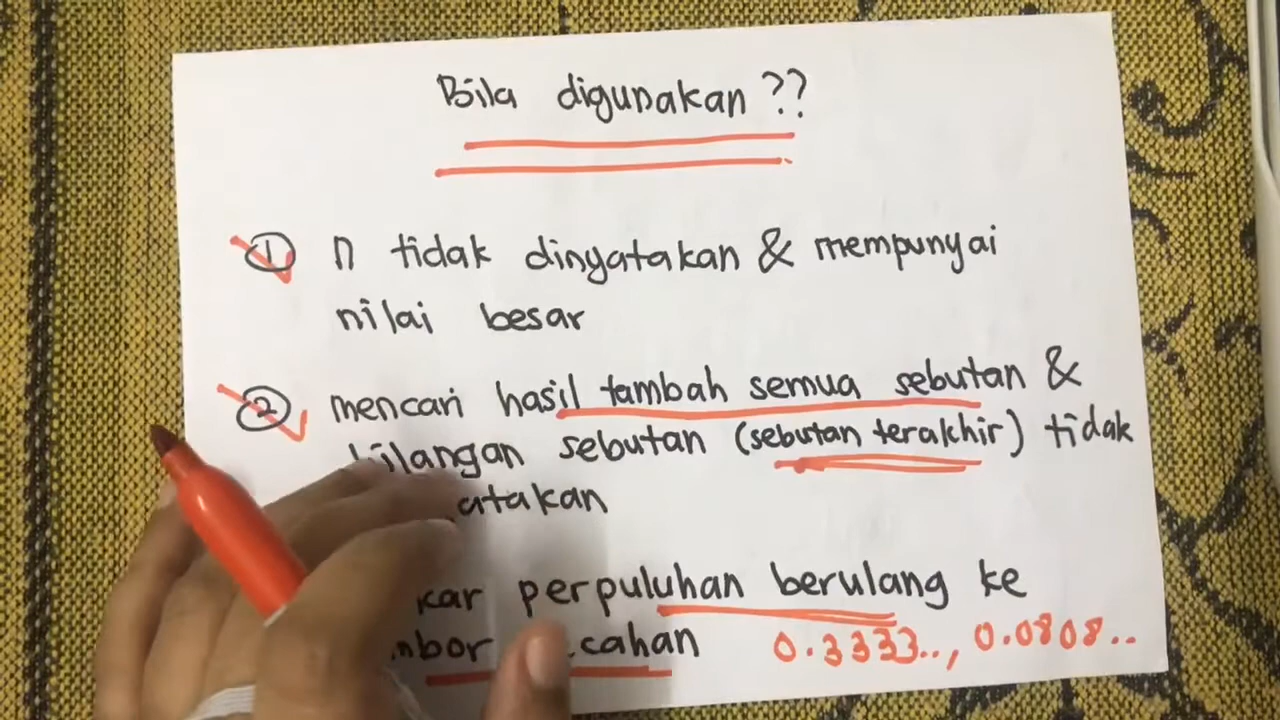 Bila digunakan ??
① n tidak dinyatakan & mempunyai
nilai besar
② mencari hasil tambah semua sebutan &
bilangan sebutan (sebutan terakhir) tidak
atakan
kar perpuluhan berulang ke
cahan 0.3333.., 0.0808..